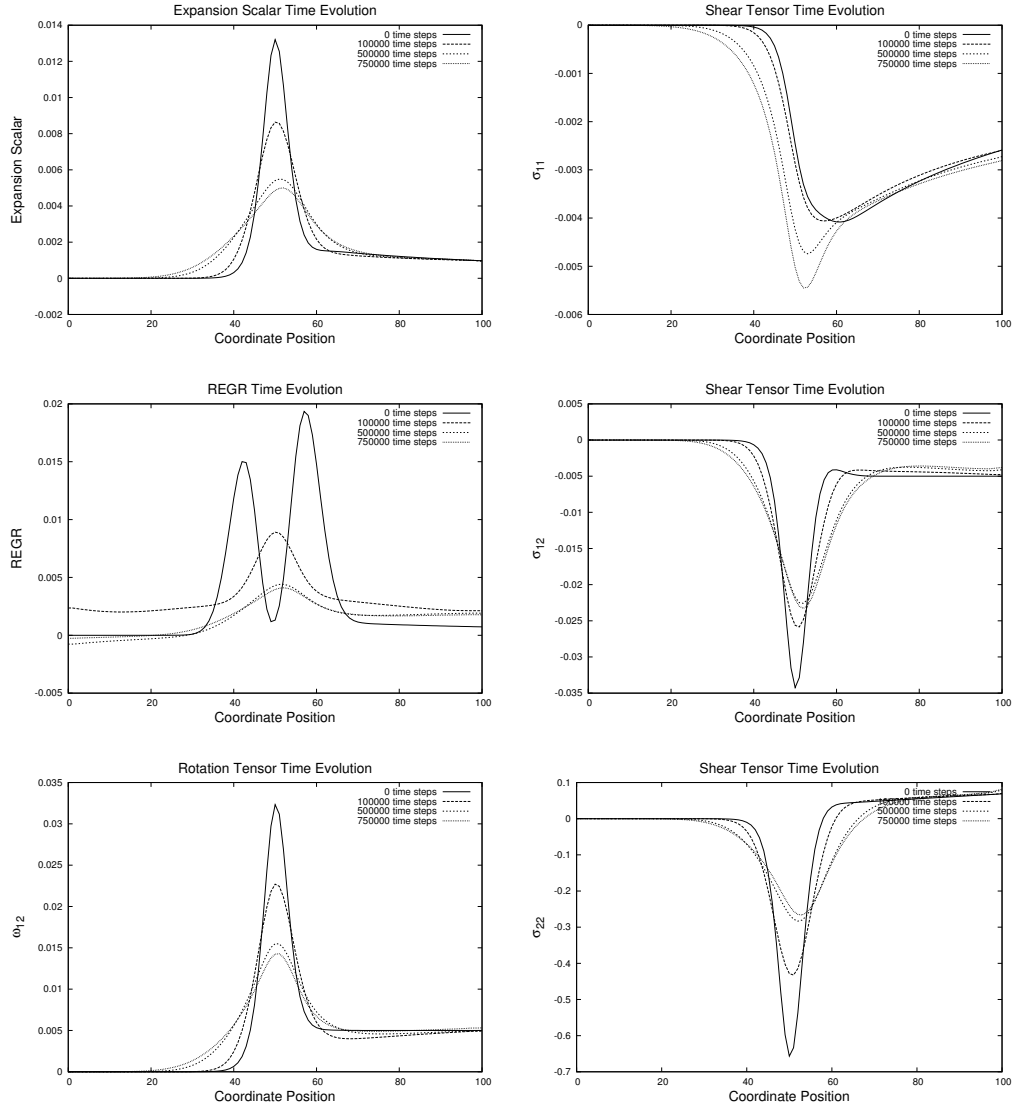 Expansion Scalar Time Evolution
0 time steps
100000 time steps
500000 time steps
750000 time steps
0.014
0.012
0.01
0.008
0.006
0.004
0.002
0
-0.002
Expansion Scalar
0 20 40 60 80 100
Coordinate Position
Shear Tensor Time Evolution
0 time steps
100000 time steps
500000 time steps
750000 time steps
0
-0.001
-0.002
-0.003
-0.004
-0.005
-0.006
σ11
0 20 40 60 80 100
Coordinate Position
REGR Time Evolution
0 time steps
100000 time steps
500000 time steps
750000 time steps
0.02
0.015
0.01
0.005
0
-0.005
REGR
0 20 40 60 80 100
Coordinate Position
Shear Tensor Time Evolution
0 time steps
100000 time steps
500000 time steps
750000 time steps
0.005
0
-0.005
-0.01
-0.015
-0.02
-0.025
-0.03
-0.035
σ12
0 20 40 60 80 100
Coordinate Position
Rotation Tensor Time Evolution
0 time steps
100000 time steps
500000 time steps
750000 time steps
0.035
0.03
0.025
0.02
0.015
0.01
0.005
0
ω12
0 20 40 60 80 100
Coordinate Position
Shear Tensor Time Evolution
0 time steps
100000 time steps
500000 time steps
750000 time steps
0.1
0
-0.1
-0.2
-0.3
-0.4
-0.5
-0.6
-0.7
σ22
0 20 40 60 80 100
Coordinate Position